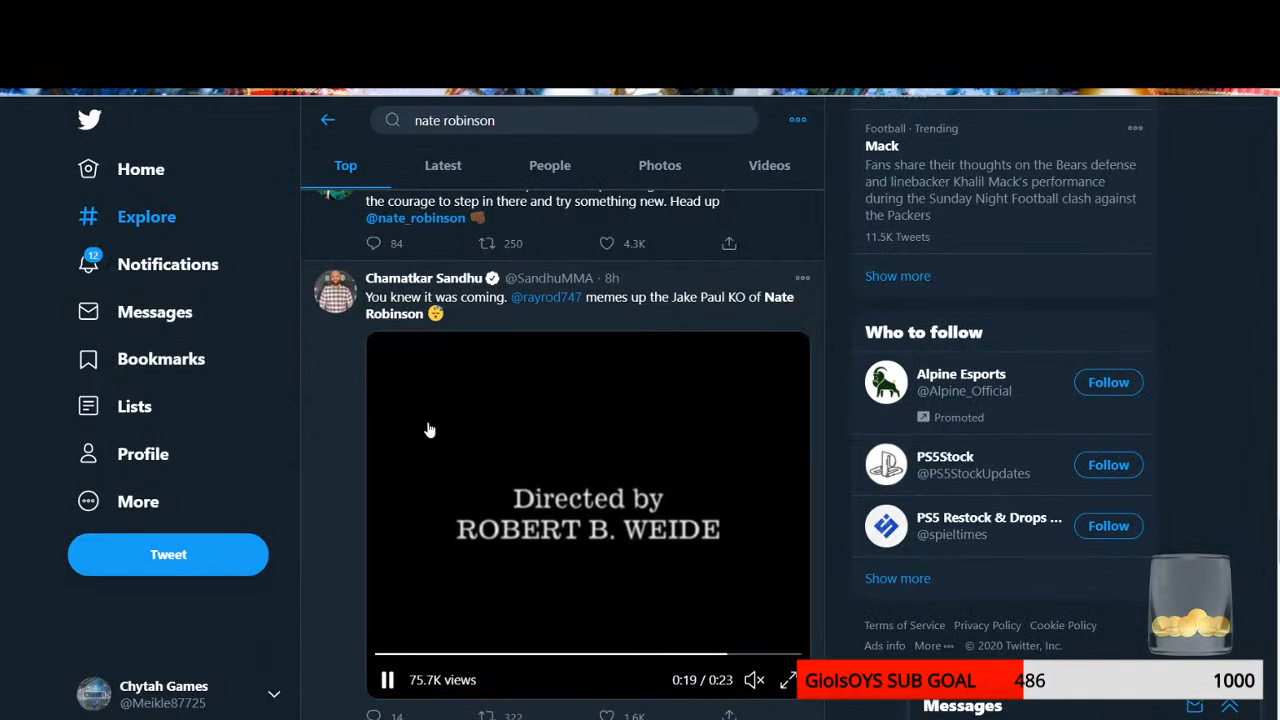 nate robinson
Home
Explore
12
Notifications
Messages
Bookmarks
Lists
Profile
More
Tweet
Chytah Games
@Meikle87725
Top
Latest
People
Photos
Videos
the courage to step in there and try something new. Head up
@nate_robinson
84
250
4.3K
Chamatkar Sandhu @SandhuMMA · 8h
You knew it was coming. @rayrod747 memes up the Jake Paul KO of Nate
Robinson
Directed by
ROBERT B. WEIDE
75.7K views
0:19 / 0:23
14
322
1.6K
Football · Trending
Mack
Fans share their thoughts on the Bears defense
and linebacker Khalil Mack's performance
during the Sunday Night Football clash against
the Packers
11.5K Tweets
Show more
Who to follow
Alpine Esports
@Alpine_Official
Promoted
Follow
PS5Stock
@PS5StockUpdates
Follow
PS5 Restock & Drops ...
@spieltimes
Follow
Show more
Terms of Service Privacy Policy Cookie Policy
Ads info More © 2020 Twitter, Inc.
GioIsOYS SUB GOAL 486 1000
Messages